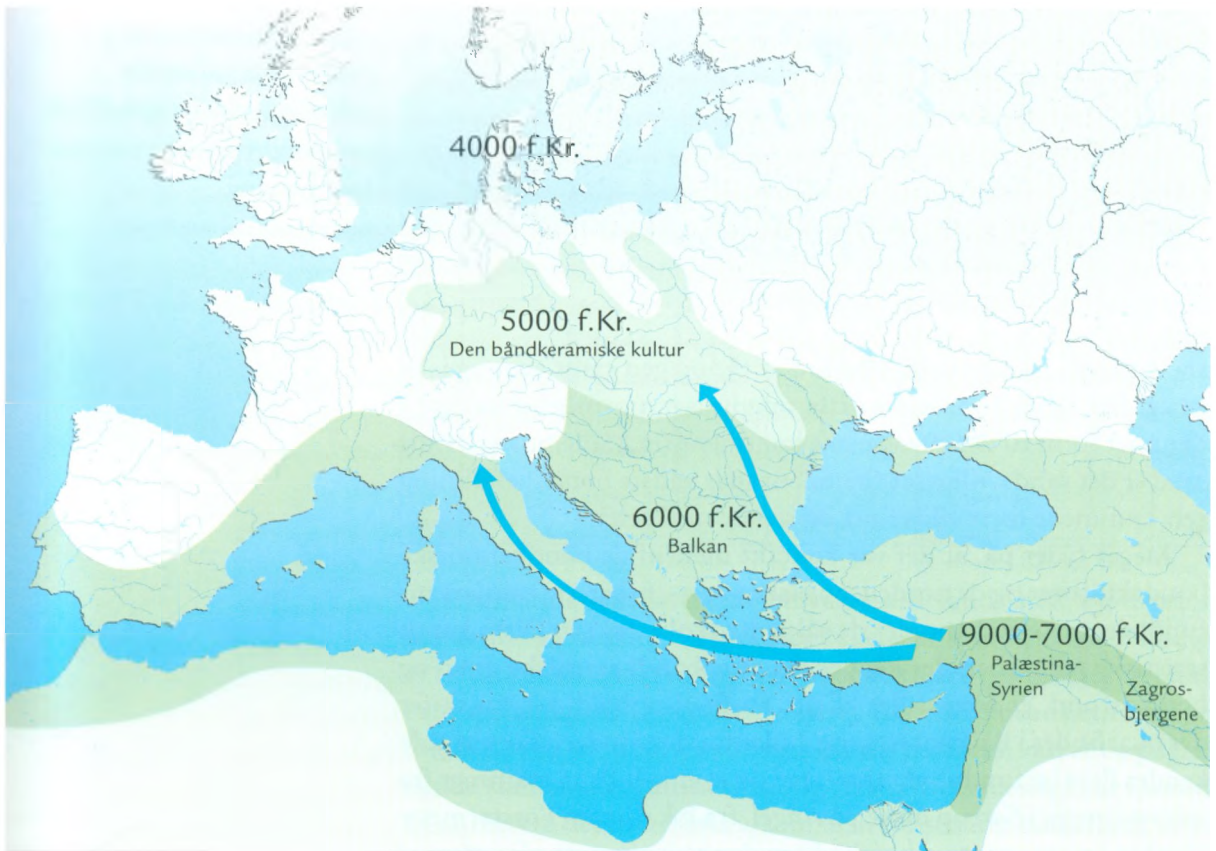 4000 f Kr.
5000 f.Kr.
Den båndkeramiske kultur
6000 f.Kr.
Balkan
9000-7000 f.Kr.
Palæstina-
Syrien
Zagros-
bjergene